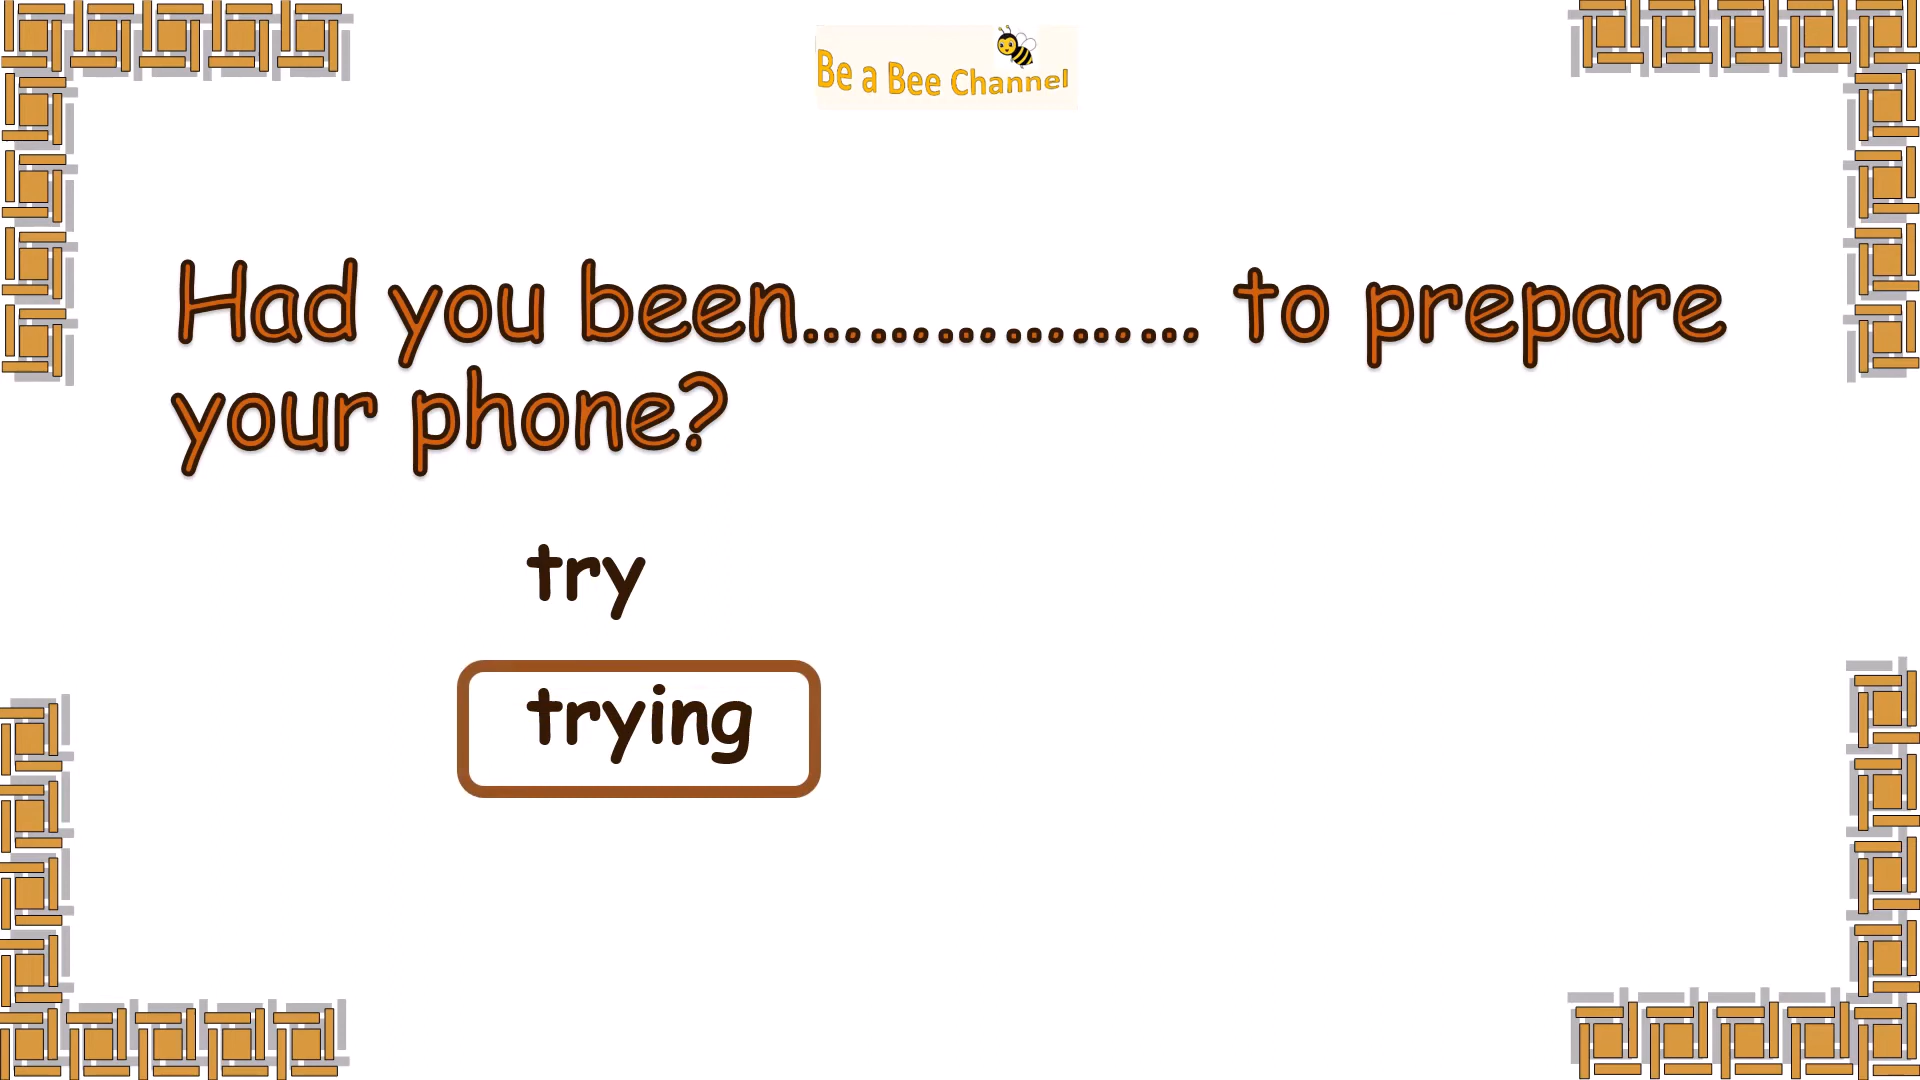 Be a Bee Channel
Had you been.................. to prepare
your phone?
try
trying